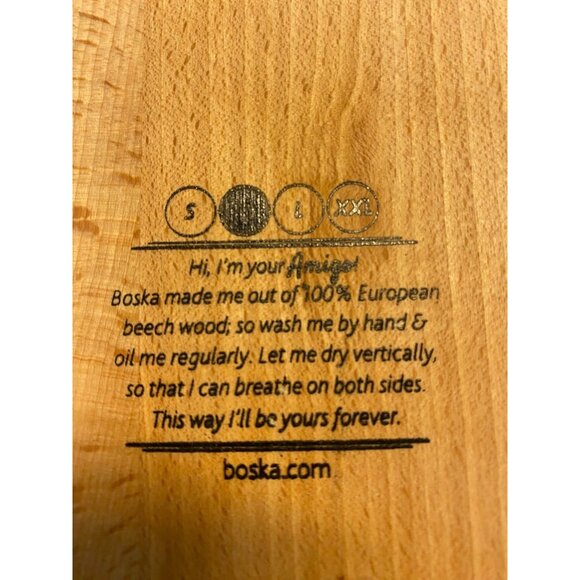 S L XXL
Hi, I'm your Amigo!
Boska made me out of 100% European
beech wood; so wash me by hand &
oil me regularly. Let me dry vertically,
so that I can breathe on both sides.
This way I'll be yours forever.
boska.com